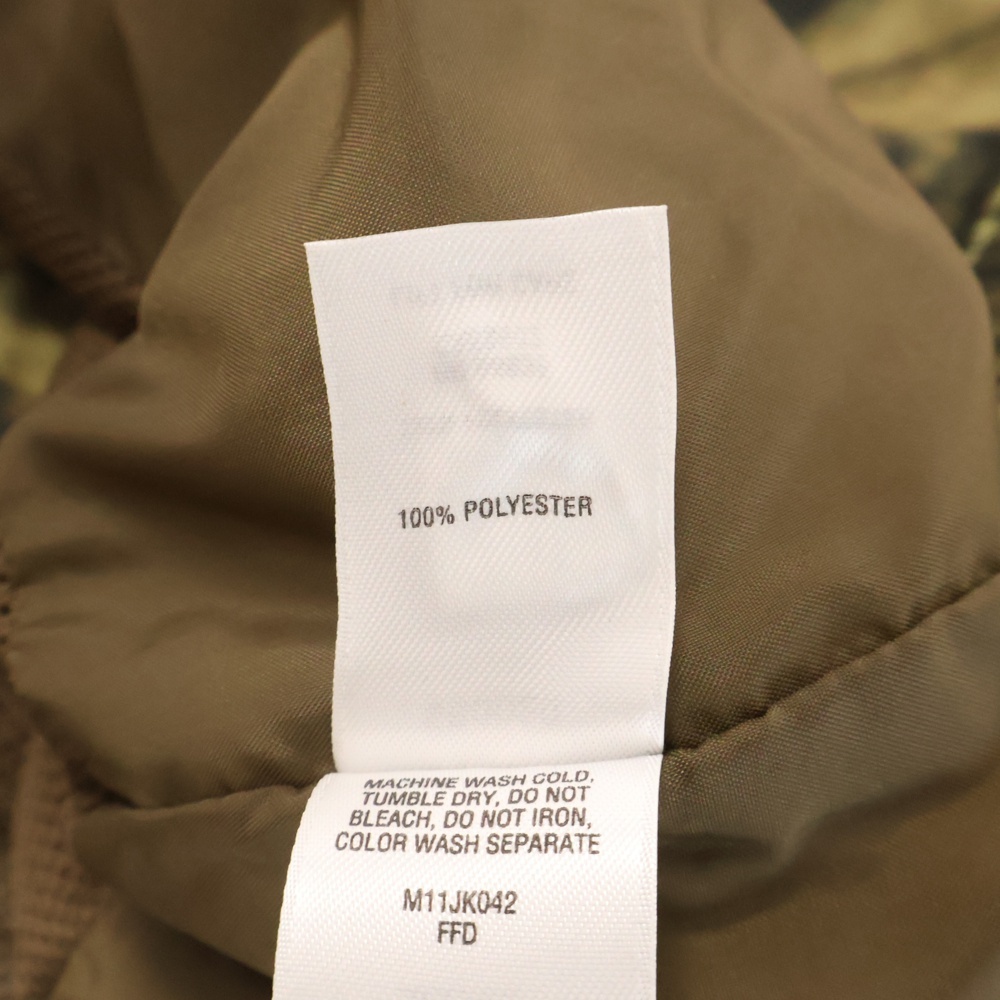 100% POLYESTER
MACHINE WASH COLD,
TUMBLE DRY, DO NOT
BLEACH, DO NOT IRON,
COLOR WASH SEPARATE
M11JK042
FFD